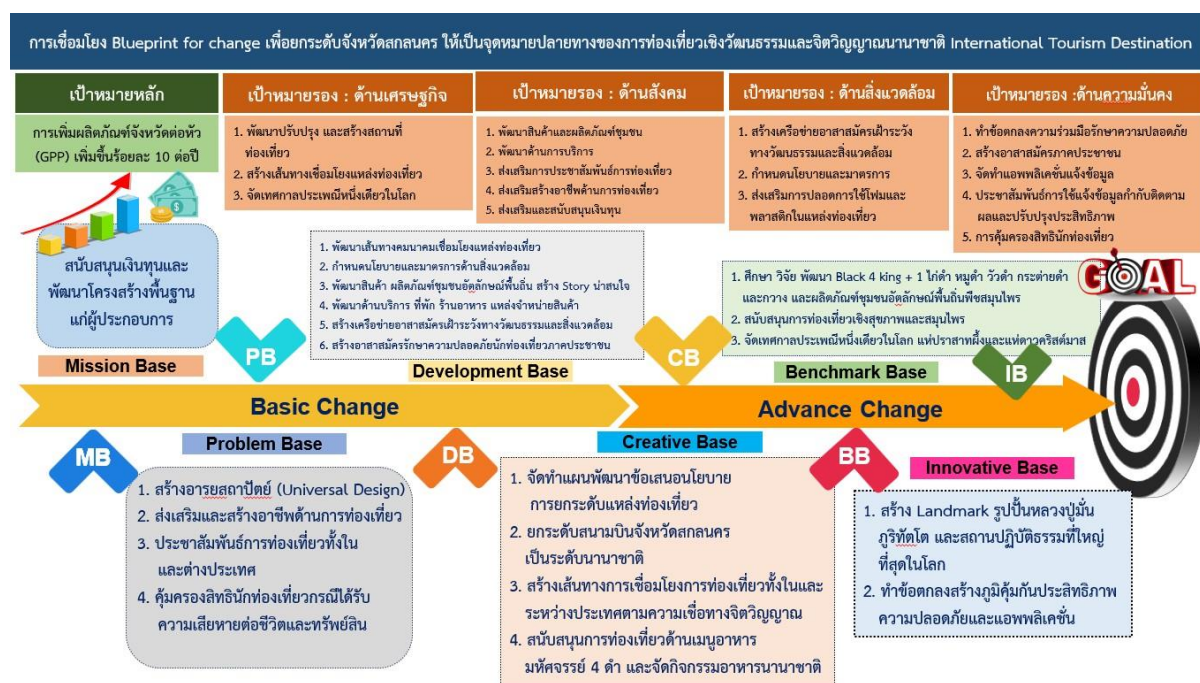 การเชื่อมโยง Blueprint for change เพื่อยกระดับจังหวัดสกลนคร ให้เป็นจุดหมายปลายทางของการท่องเที่ยวเชิงวัฒนธรรมและจิตวิญญาณนานาชาติ International Tourism Destination
เป้าหมายหลัก
การเพิ่มผลิตภัณฑ์จังหวัดต่อหัว
(GPP) เพิ่มขึ้นร้อยละ 10 ต่อปี
เป้าหมายรอง : ด้านเศรษฐกิจ
1. พัฒนาปรับปรุง และสร้างสถานที่
ท่องเที่ยว
2. สร้างเส้นทางเชื่อมโยงแหล่งท่องเที่ยว
3. จัดเทศกาลประเพณีหนึ่งเดียวในโลก
เป้าหมายรอง : ด้านสังคม
1. พัฒนาสินค้าและผลิตภัณฑ์ชุมชน
2. พัฒนาด้านการบริการ
3. ส่งเสริมการประชาสัมพันธ์การท่องเที่ยว
4. ส่งเสริมสร้างอาชีพด้านการท่องเที่ยว
5. ส่งเสริมและสนับสนุนเงินทุน
เป้าหมายรอง : ด้านสิ่งแวดล้อม
1. สร้างเครือข่ายอาสาสมัครเฝ้าระวัง
ทางวัฒนธรรมและสิ่งแวดล้อม
2. กำหนดนโยบายและมาตรการ
3. ส่งเสริมการปลอดการใช้โฟมและ
พลาสติกในแหล่งท่องเที่ยว
เป้าหมายรอง :ด้านความมั่นคง
1. ทำข้อตกลงความร่วมมือรักษาความปลอดภัย
2. สร้างอาสาสมัครภาคประชาชน
3. จัดทำแอพพลิเคชั่นแจ้งข้อมูล
4. ประชาสัมพันธ์การใช้แจ้งข้อมูลกำกับติดตาม
ผลและปรับปรุงประสิทธิภาพ
5. การคุ้มครองสิทธินักท่องเที่ยว
สนับสนุนเงินทุนและ
พัฒนาโครงสร้างพื้นฐาน
แก่ผู้ประกอบการ
Mission Base
PB
1. พัฒนาเส้นทางคมนาคมเชื่อมโยงแหล่งท่องเที่ยว
2. กำหนดนโยบายและมาตรการด้านสิ่งแวดล้อม
3. พัฒนาสินค้า ผลิตภัณฑ์ชุมชนอัตลักษณ์พื้นถิ่น สร้าง Story น่าสนใจ
4. พัฒนาด้านบริการ ที่พัก ร้านอาหาร แหล่งจำหน่ายสินค้า
5. สร้างเครือข่ายอาสาสมัครเฝ้าระวังทางวัฒนธรรมและสิ่งแวดล้อม
6. สร้างอาสาสมัครรักษาความปลอดภัยนักท่องเที่ยวภาคประชาชน
Development Base
CB
1. ศึกษา วิจัย พัฒนา Black 4 king + 1 ไก่ดำ หมูดำ วัวดำ กระต่ายดำ
และกวาง และผลิตภัณฑ์ชุมชนอัตลักษณ์พื้นถิ่นพืชสมุนไพร
2. สนับสนุนการท่องเที่ยวเชิงสุขภาพและสมุนไพร
3. จัดเทศกาลประเพณีหนึ่งเดียวในโลก แห่ปราสาทผึ้งและแห่ดาวคริสต์มาส
Benchmark Base
IB
GOAL
Basic Change
Advance Change
MB
Problem Base
1. สร้างอารยสถาปัตย์ (Universal Design)
2. ส่งเสริมและสร้างอาชีพด้านการท่องเที่ยว
3. ประชาสัมพันธ์การท่องเที่ยวทั้งใน
และต่างประเทศ
4. คุ้มครองสิทธินักท่องเที่ยวกรณีได้รับ
ความเสียหายต่อชีวิตและทรัพย์สิน
DB
Creative Base
1. จัดทำแผนพัฒนาข้อเสนอนโยบาย
การยกระดับแหล่งท่องเที่ยว
2. ยกระดับสนามบินจังหวัดสกลนคร
เป็นระดับนานาชาติ
3. สร้างเส้นทางการเชื่อมโยงการท่องเที่ยวทั้งในและ
ระหว่างประเทศตามความเชื่อทางจิตวิญญาณ
4. สนับสนุนการท่องเที่ยวด้านเมนูอาหาร
มหัศจรรย์ 4 ดำ และจัดกิจกรรมอาหารนานาชาติ
BB
Innovative Base
1. สร้าง Landmark รูปปั้นหลวงปู่มั่น
ภูริทัตโต และสถานปฏิบัติธรรมที่ใหญ่
ที่สุดในโลก
2. ทำข้อตกลงสร้างภูมิคุ้มกันประสิทธิภาพ
ความปลอดภัยและแอพพลิเคชั่น